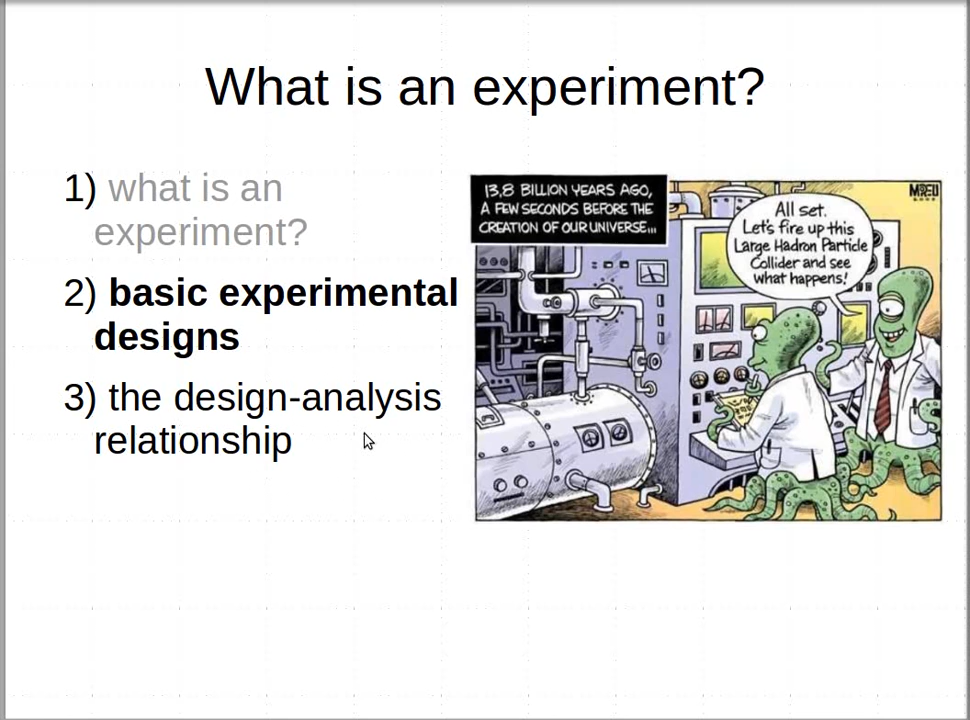 What is an experiment?
1) what is an
experiment?
2) basic experimental
designs
3) the design-analysis
relationship
13,8 BILLION YEARS AGO,
A FEW SECONDS BEFORE THE
CREATION OF OUR UNIVERSE...
All set.
Let's fire up this
Large Hadron Particle
Collider and see
what happens!